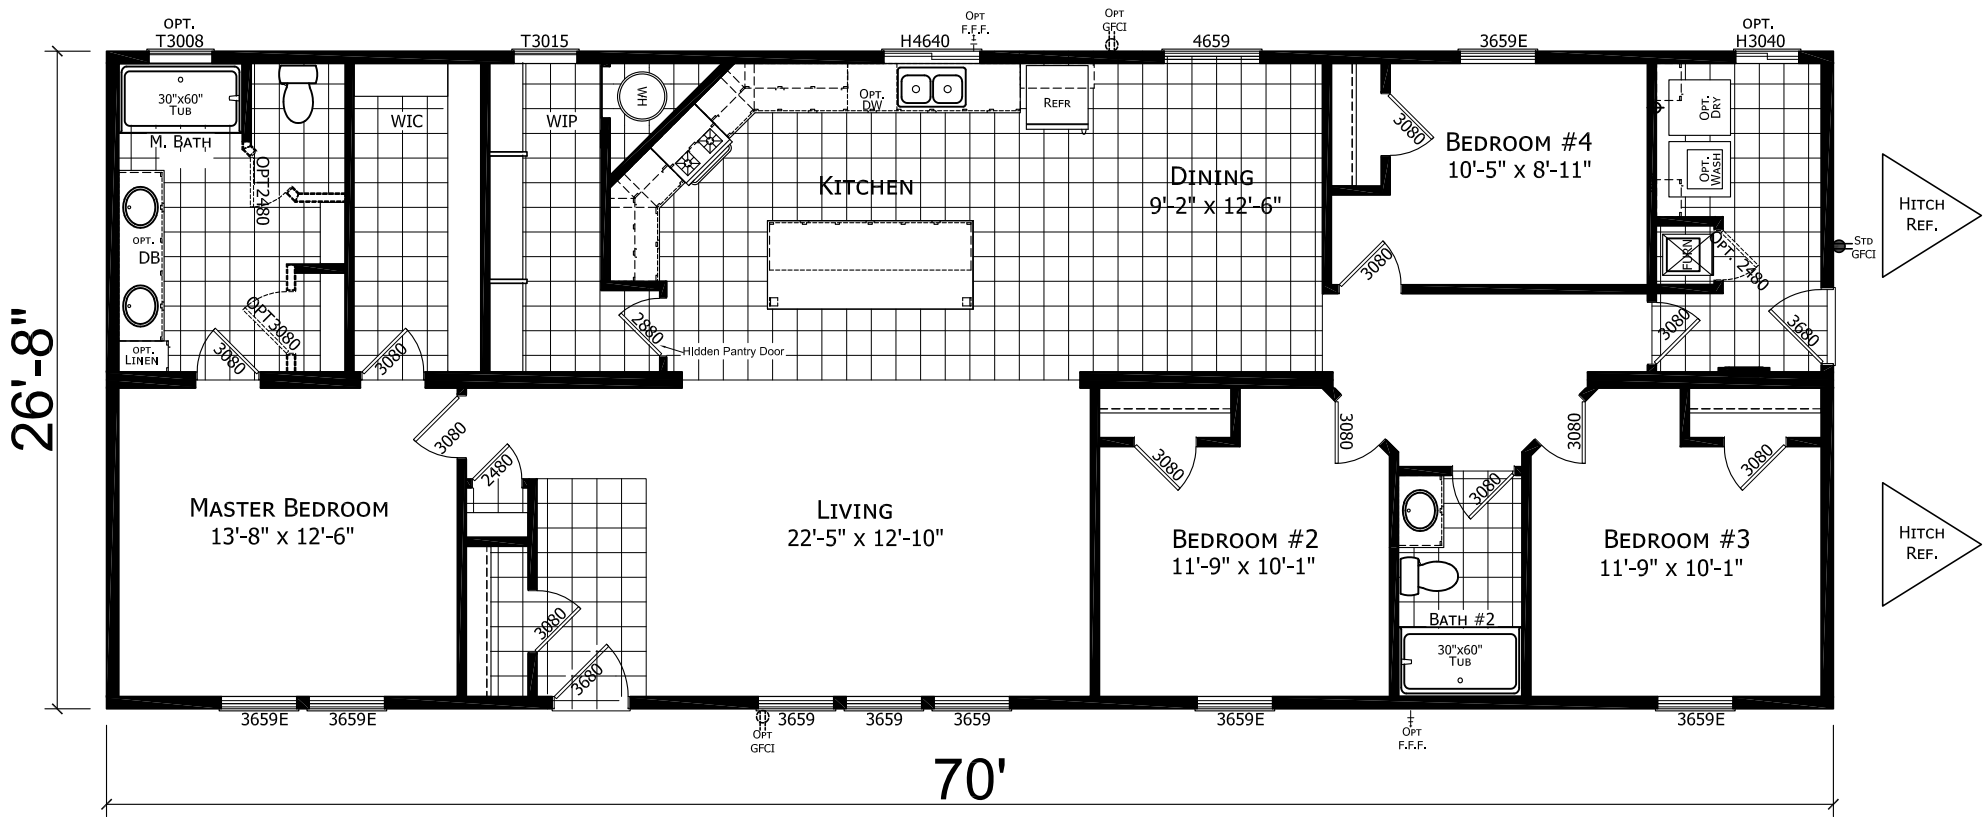 OPT.
T3008
T3015
H4640
OPT
F.F.F.
OPT
GFCI
4659
3659E
OPT.
H3040
30"x60"
TUB
M. BATH
OPT2480
WIC
WIP
WH
OPT.
DW
REFR
3080
BEDROOM #4
10'-5" x 8'-11"
OPT.
DRY
OPT.
WASH
HITCH
REF.
KITCHEN
DINING
9'-2" x 12'-6"
OPT.
DB
STD
GFCI
FURN
OPT. 2480
3080
OPT3080
2880
HIdden Pantry Door
3080
3680
OPT.
LINEN
3080
3080
26'-8"
3080
2480
3080
3080
3080
3080
3080
MASTER BEDROOM
13'-8" x 12'-6"
LIVING
22'-5" x 12'-10"
BEDROOM #2
11'-9" x 10'-1"
BEDROOM #3
11'-9" x 10'-1"
HITCH
REF.
3080
3680
BATH #2
30"x60"
TUB
3659E
3659E
3659
3659
3659
OPT
GFCI
3659E
OPT
F.F.F.
3659E
70'